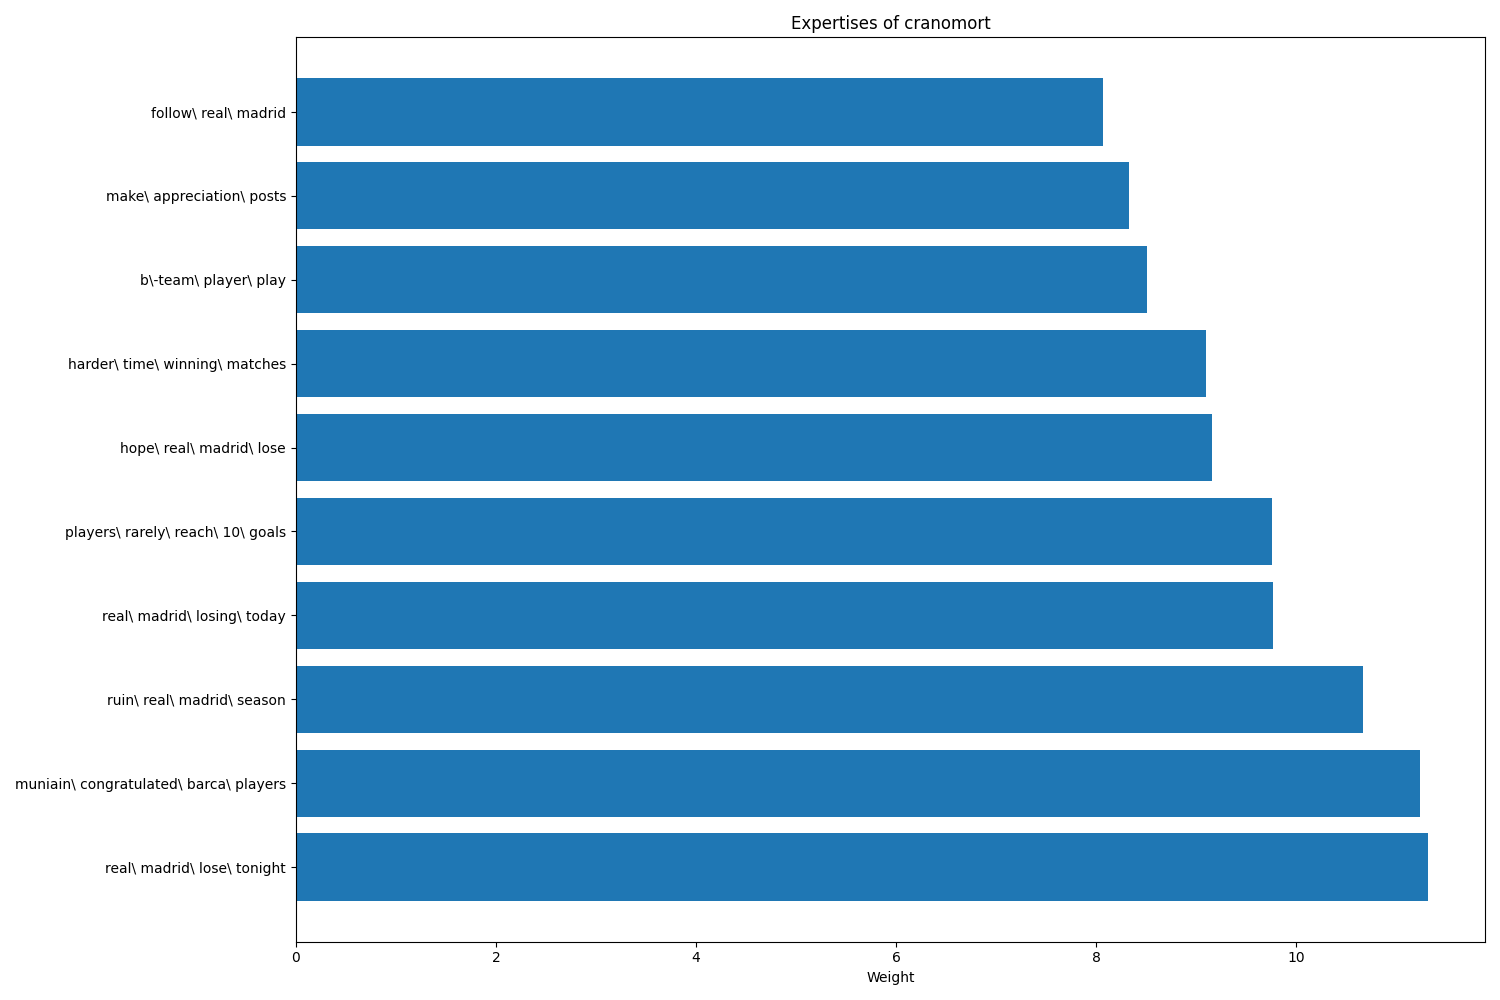 Expertises of cranomort
follow\ real\ madrid
make\ appreciation\ posts
b\-team\ player\ play
harder\ time\ winning\ matches
hope\ real\ madrid\ lose
players\ rarely\ reach\ 10\ goals
real\ madrid\ losing\ today
ruin\ real\ madrid\ season
muniain\ congratulated\ barca\ players
real\ madrid\ lose\ tonight
0 2 4 6 8 10
Weight